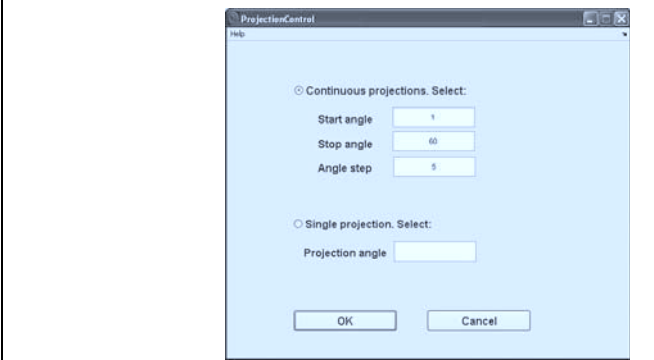 ProjectionControl
Help
Continuous projections. Select:
Start angle 1
Stop angle 60
Angle step 5
Single projection. Select:
Projection angle
OK Cancel